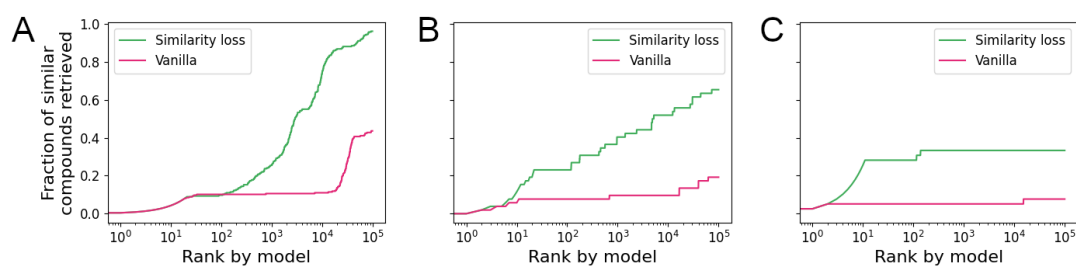 A
B
C
Fraction of similar
compounds retrieved
1.0
0.8
0.6
0.4
0.2
0.0
Similarity loss
Vanilla
10^0 10^1 10^2 10^3 10^4 10^5
Rank by model
Similarity loss
Vanilla
10^0 10^1 10^2 10^3 10^4 10^5
Rank by model
Similarity loss
Vanilla
10^0 10^1 10^2 10^3 10^4 10^5
Rank by model